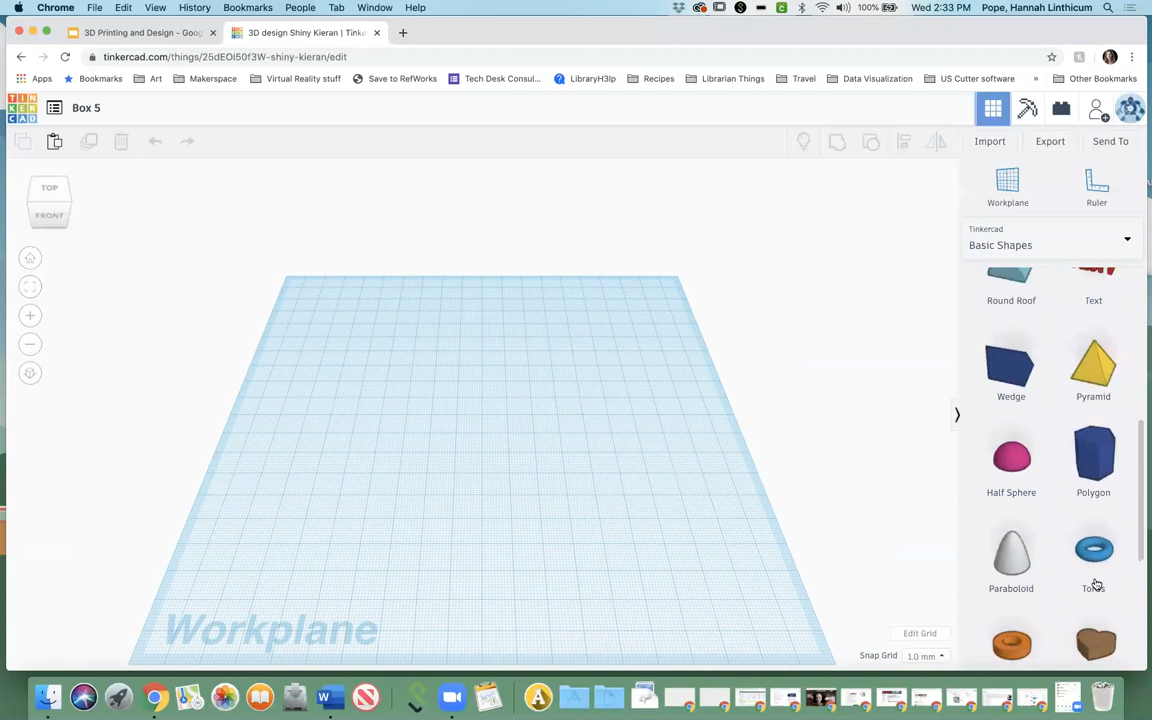 Chrome File Edit View History Bookmarks People Tab Window Help
100% Wed 2:33 PM Pope, Hannah Linthicum
3D Printing and Design - Goog
3D design Shiny Kieran | Tinke
tinkercad.com/things/25dEOl50f3W-shiny-kieran/edit
Apps Bookmarks Art Makerspace Virtual Reality stuff Save to RefWorks Tech Desk Consul... LibraryH3lp Recipes Librarian Things Travel Data Visualization US Cutter software » Other Bookmarks
TIN
KER
CAD
Box 5
Import Export Send To
TOP
FRONT
Workplane Ruler
Tinkercad
Basic Shapes
Round Roof Text
Wedge Pyramid
Half Sphere Polygon
Paraboloid
Workplane
Edit Grid
Snap Grid 1.0 mm